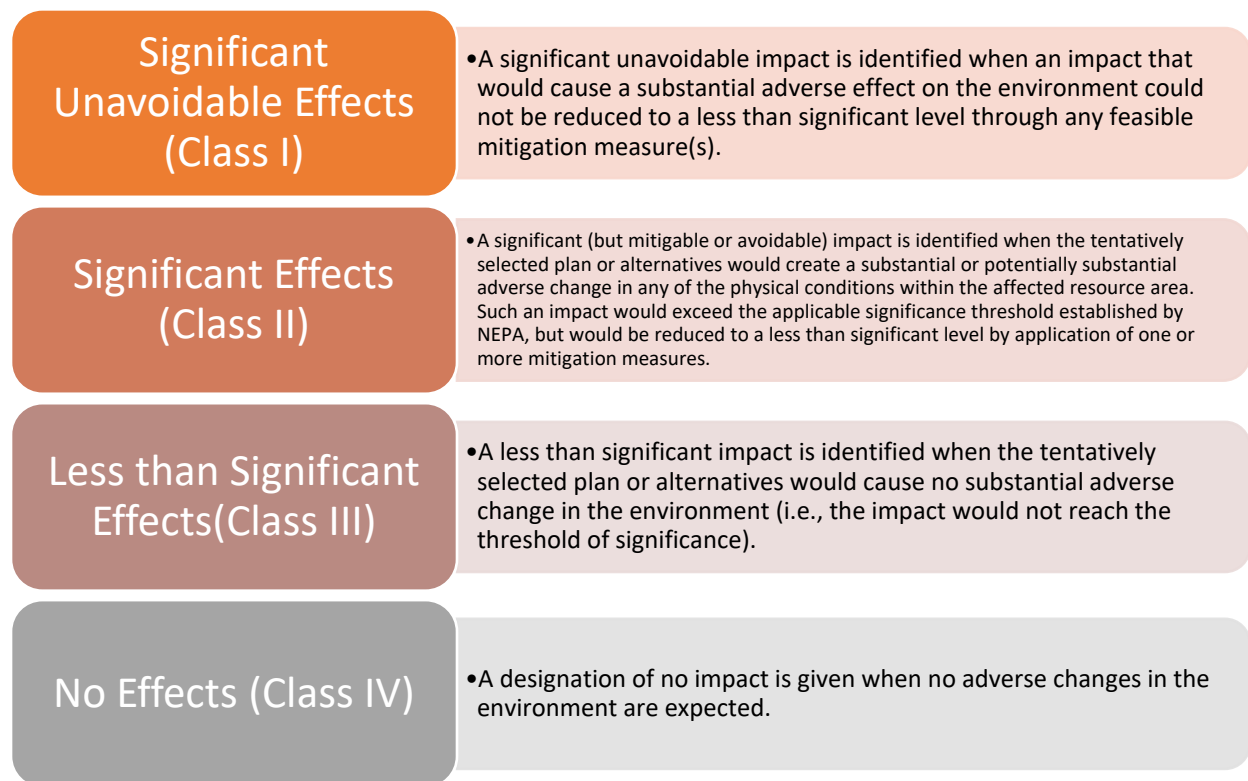 Significant
Unavoidable Effects
(Class I)
•A significant unavoidable impact is identified when an impact that
would cause a substantial adverse effect on the environment could
not be reduced to a less than significant level through any feasible
mitigation measure(s).
Significant Effects
(Class II)
•A significant (but mitigable or avoidable) impact is identified when the tentatively
selected plan or alternatives would create a substantial or potentially substantial
adverse change in any of the physical conditions within the affected resource area.
Such an impact would exceed the applicable significance threshold established by
NEPA, but would be reduced to a less than significant level by application of one or
more mitigation measures.
Less than Significant
Effects(Class III)
•A less than significant impact is identified when the tentatively
selected plan or alternatives would cause no substantial adverse
change in the environment (i.e., the impact would not reach the
threshold of significance).
No Effects (Class IV)
•A designation of no impact is given when no adverse changes in the
environment are expected.